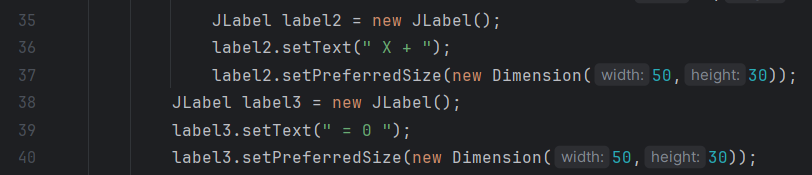 35 JLabel label2 = new JLabel();
36 label2.setText(" X + ");
37 label2.setPreferredSize(new Dimension( width: 50, height: 30));
38 JLabel label3 = new JLabel();
39 label3.setText(" = 0 ");
40 label3.setPreferredSize(new Dimension( width: 50, height: 30));